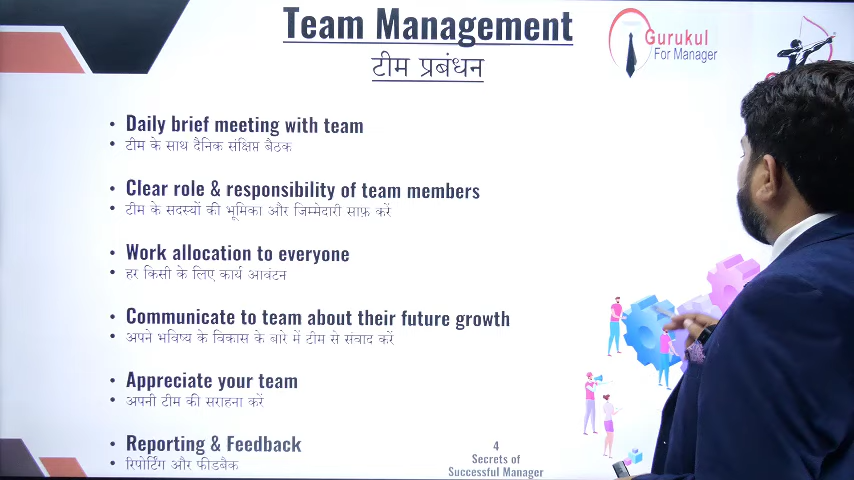 Team Management
टीम प्रबंधन
Gurukul
For Manager
• Daily brief meeting with team
• टीम के साथ दैनिक संक्षिप्त बैठक
• Clear role & responsibility of team members
• टीम के सदस्यों की भूमिका और जिम्मेदारी साफ़ करें
• Work allocation to everyone
• हर किसी के लिए कार्य आवंटन
• Communicate to team about their future growth
• अपने भविष्य के विकास के बारे में टीम से संवाद करें
• Appreciate your team
• अपनी टीम की सराहना करें
• Reporting & Feedback
• रिपोर्टिंग और फीडबैक
4
Secrets of
Successful Manager